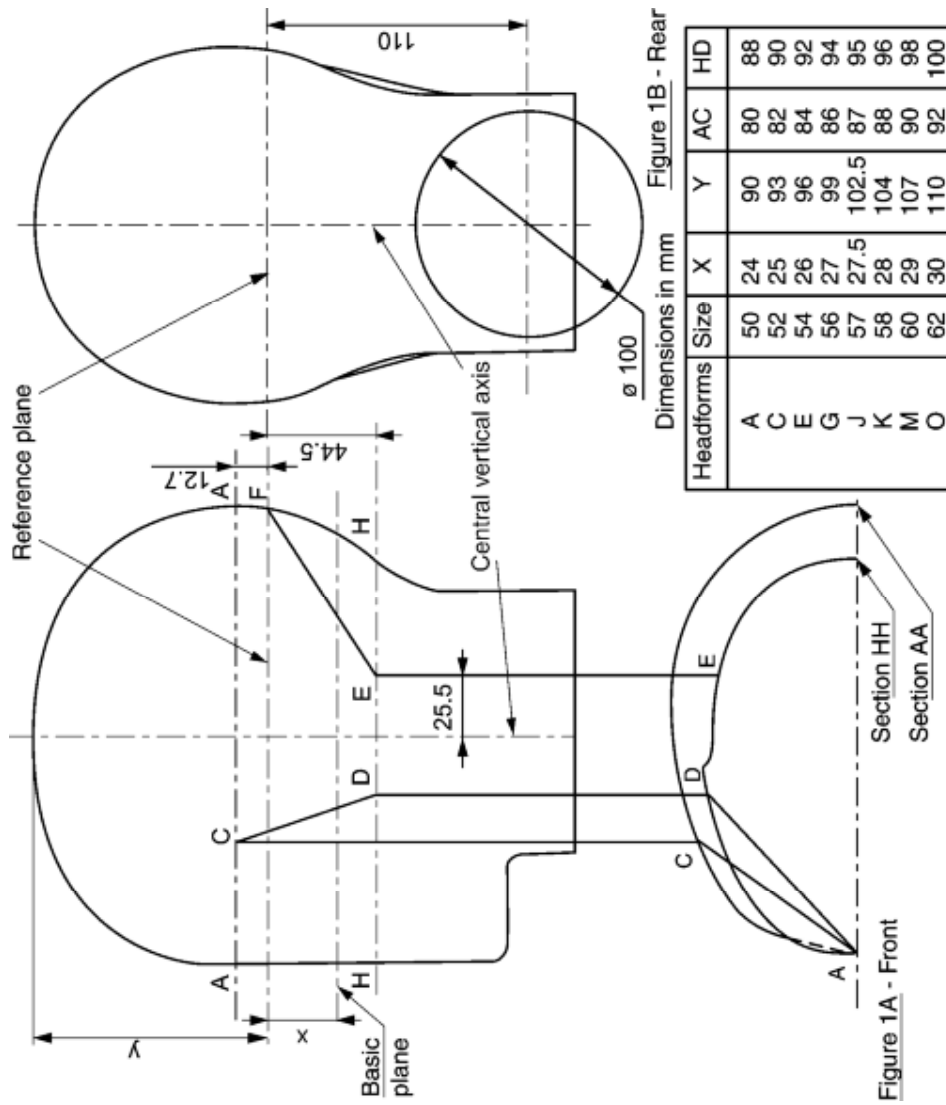 Reference plane
110
12.7
44.5
A
A
F
C
D
E
H
H
25.5
y
x
Basic
plane
Central vertical axis
ø 100
Dimensions in mm
Figure 1B - Rear
C
D
E
A
Section HH
Section AA
Figure 1A - Front
Headforms Size X Y AC HD
A 50 24 90 80 88
C 52 25 93 82 90
E 54 26 96 84 92
G 56 27 99 86 94
J 57 27.5 102.5 87 95
K 58 28 104 88 96
M 60 29 107 90 98
O 62 30 110 92 100